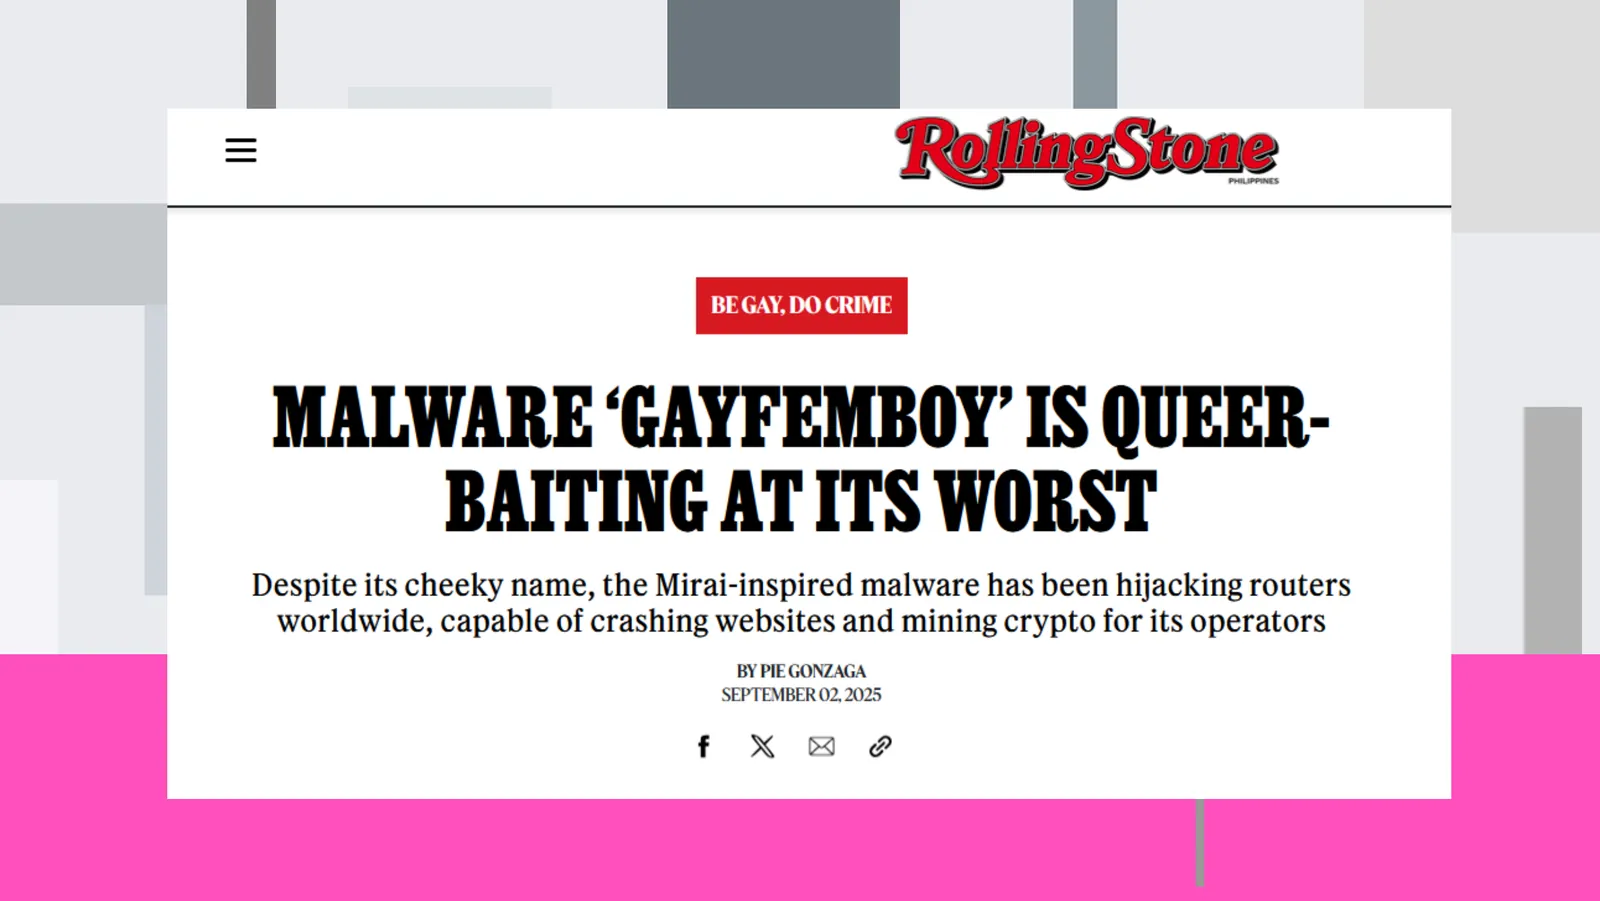 RollingStone
PHILIPPINES
BE GAY, DO CRIME
MALWARE ‘GAYFEMBOY’ IS QUEER-
BAITING AT ITS WORST
Despite its cheeky name, the Mirai-inspired malware has been hijacking routers
worldwide, capable of crashing websites and mining crypto for its operators
BY PIE GONZAGA
SEPTEMBER 02, 2025